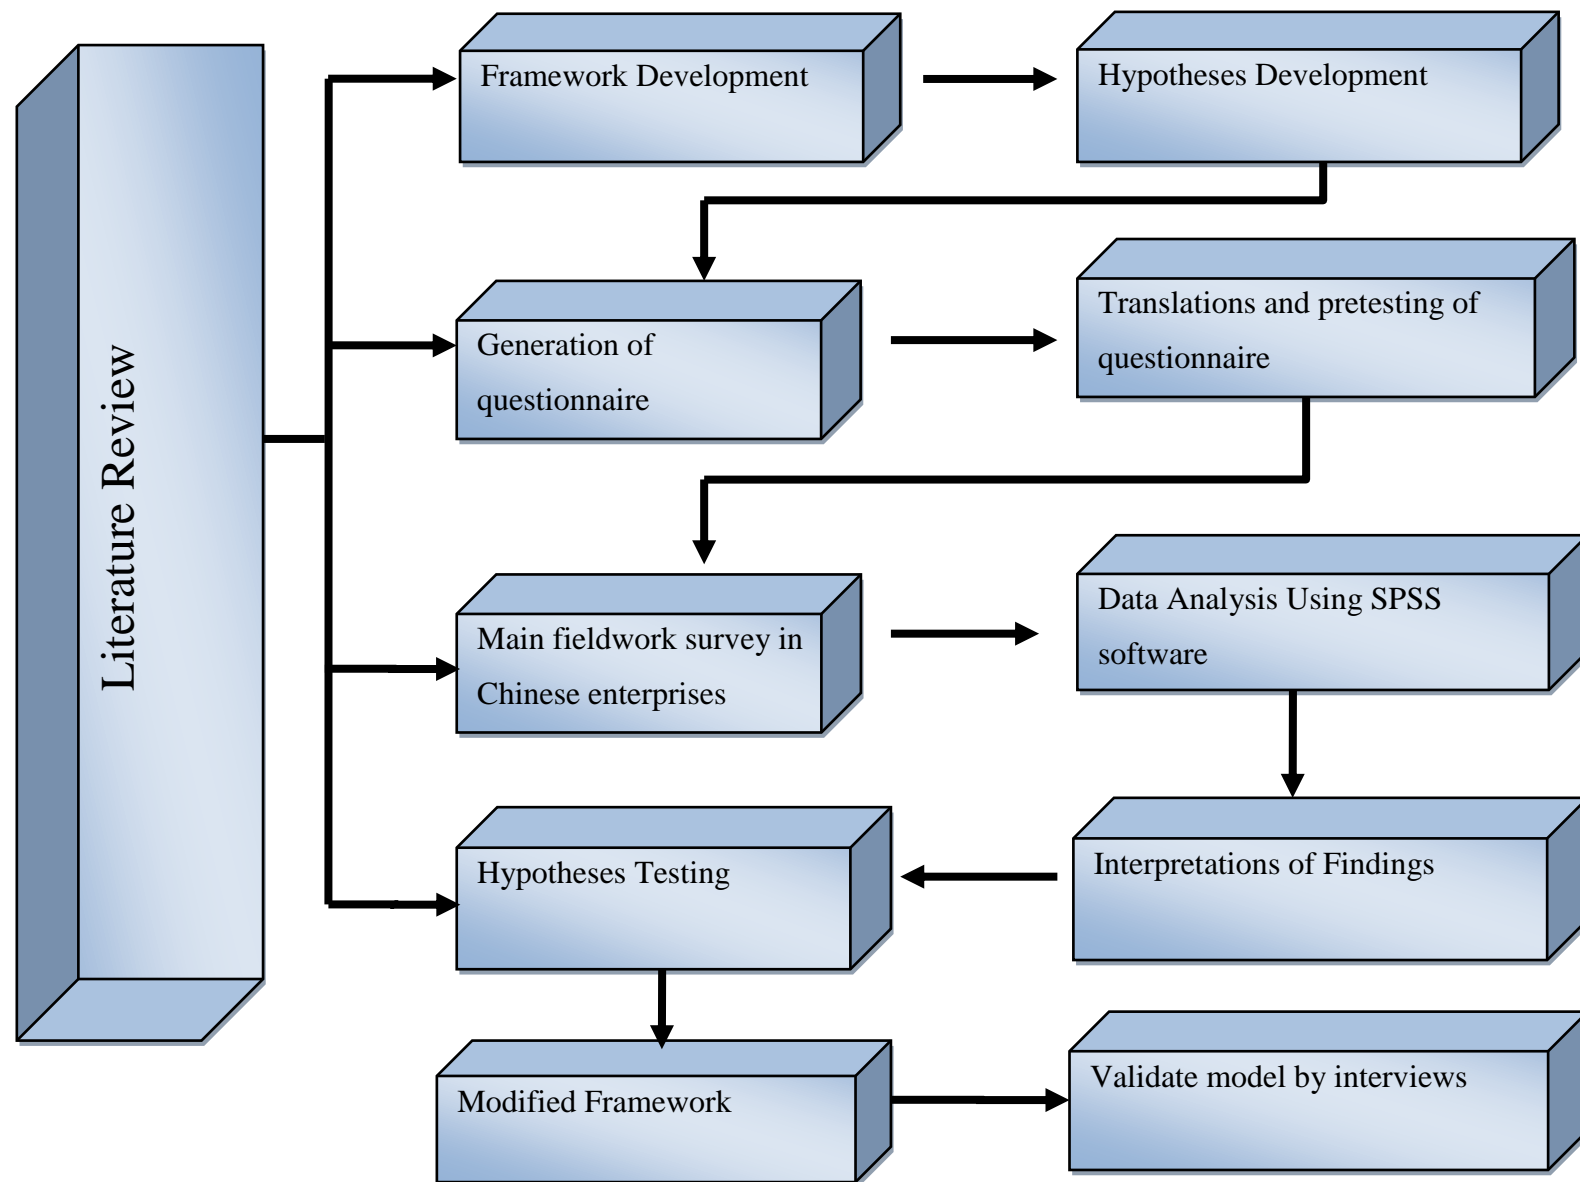 Literature Review
Framework Development
Hypotheses Development
Generation of
questionnaire
Translations and pretesting of
questionnaire
Main fieldwork survey in
Chinese enterprises
Data Analysis Using SPSS
software
Hypotheses Testing
Interpretations of Findings
Modified Framework
Validate model by interviews